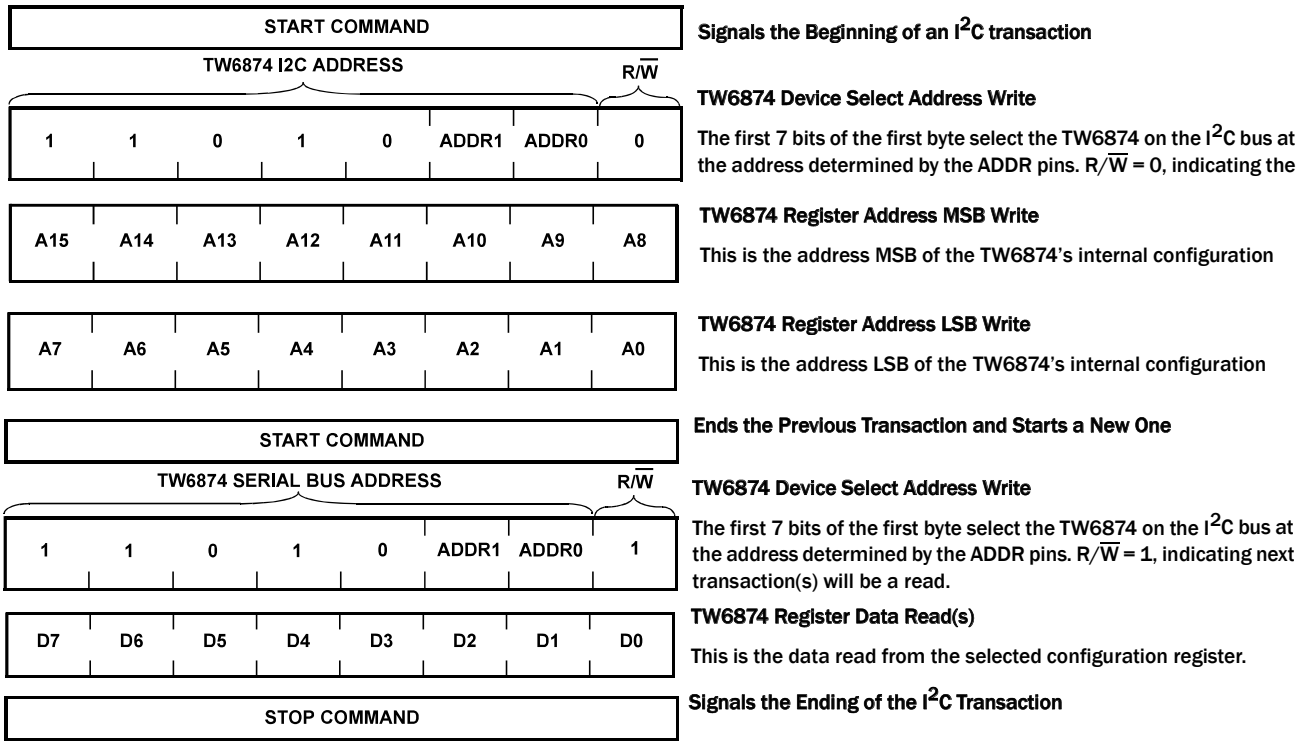 START COMMAND
Signals the Beginning of an I2C transaction
TW6874 I2C ADDRESS
R/W̅
1 1 0 1 0 ADDR1 ADDR0 0
TW6874 Device Select Address Write
The first 7 bits of the first byte select the TW6874 on the I2C bus at
the address determined by the ADDR pins. R/W̅ = 0, indicating the
A15 A14 A13 A12 A11 A10 A9 A8
TW6874 Register Address MSB Write
This is the address MSB of the TW6874's internal configuration
A7 A6 A5 A4 A3 A2 A1 A0
TW6874 Register Address LSB Write
This is the address LSB of the TW6874's internal configuration
START COMMAND
Ends the Previous Transaction and Starts a New One
TW6874 SERIAL BUS ADDRESS
R/W̅
1 1 0 1 0 ADDR1 ADDR0 1
TW6874 Device Select Address Write
The first 7 bits of the first byte select the TW6874 on the I2C bus at
the address determined by the ADDR pins. R/W̅ = 1, indicating next
transaction(s) will be a read.
D7 D6 D5 D4 D3 D2 D1 D0
TW6874 Register Data Read(s)
This is the data read from the selected configuration register.
STOP COMMAND
Signals the Ending of the I2C Transaction